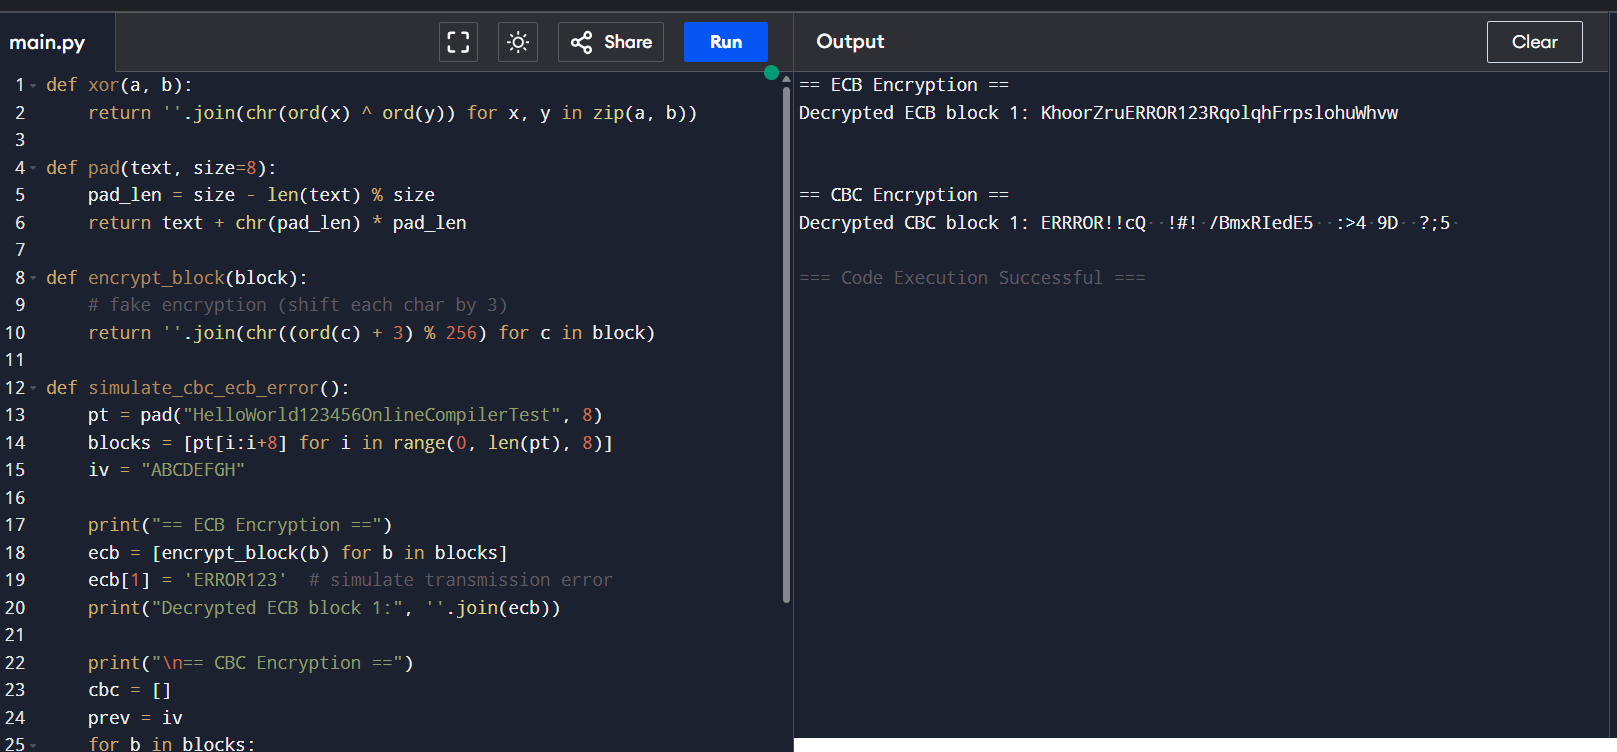 main.py
Share
Run
Output
Clear
1 def xor(a, b):
2     return ''.join(chr(ord(x) ^ ord(y)) for x, y in zip(a, b))
3
4 def pad(text, size=8):
5     pad_len = size - len(text) % size
6     return text + chr(pad_len) * pad_len
7
8 def encrypt_block(block):
9     # fake encryption (shift each char by 3)
10     return ''.join(chr((ord(c) + 3) % 256) for c in block)
11
12 def simulate_cbc_ecb_error():
13     pt = pad("HelloWorld123456OnlineCompilerTest", 8)
14     blocks = [pt[i:i+8] for i in range(0, len(pt), 8)]
15     iv = "ABCDEFGH"
16
17     print("== ECB Encryption ==")
18     ecb = [encrypt_block(b) for b in blocks]
19     ecb[1] = 'ERROR123'  # simulate transmission error
20     print("Decrypted ECB block 1:", ''.join(ecb))
21
22     print("\n== CBC Encryption ==")
23     cbc = []
24     prev = iv
25     for b in blocks:
== ECB Encryption ==
Decrypted ECB block 1: KhoorZruERROR123RqolqhFrpslohuWhvw
== CBC Encryption ==
Decrypted CBC block 1: ERRROR!!cQ··!#!·/BmxRIedE5··:>4·9D··?;5·
=== Code Execution Successful ===